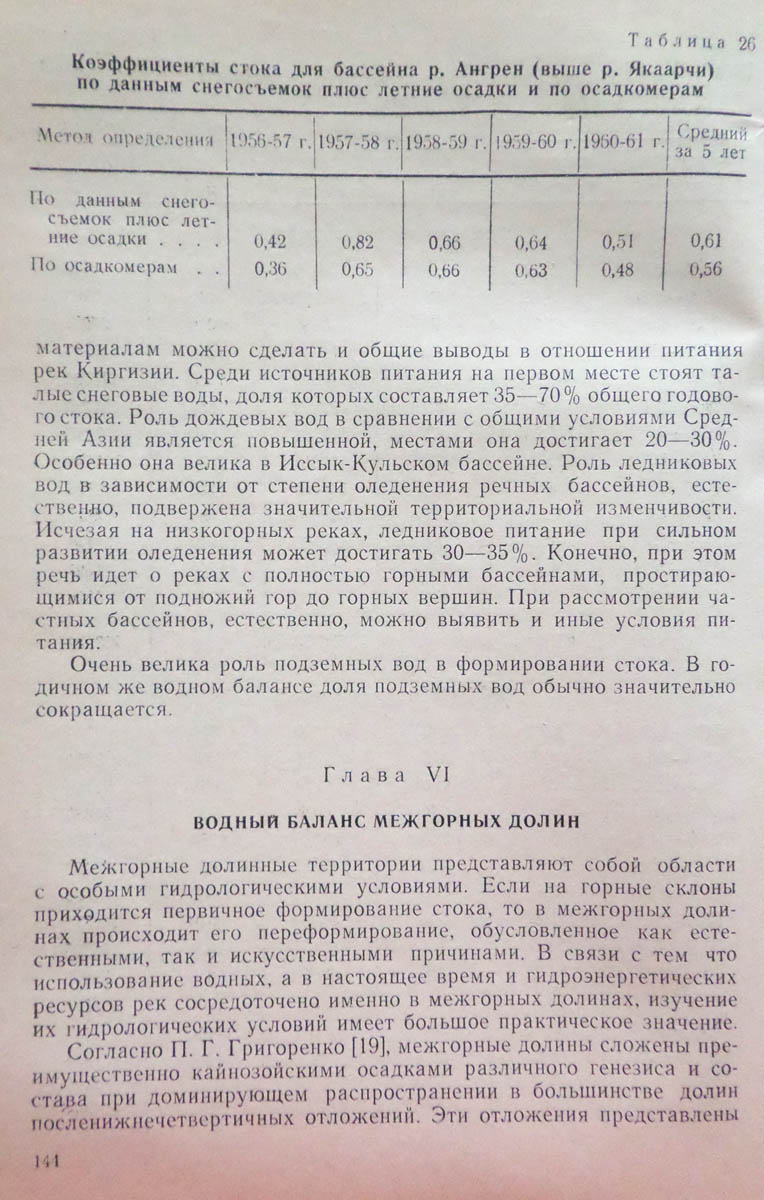 Таблица 26
Коэффициенты стока для бассейна р. Ангрен (выше р. Якаарчи)
по данным снегосъемок плюс летние осадки и по осадкомерам
Метод определения 1956-57 г. 1957-58 г. 1958-59 г. 1959-60 г. 1960-61 г. Средний
за 5 лет
По данным снего-
съемок плюс лет-
ние осадки . . . . 0,42 0,82 0,66 0,64 0,51 0,61
По осадкомерам . . 0,36 0,65 0,66 0,63 0,48 0,56
материалам можно сделать и общие выводы в отношении питания
рек Киргизии. Среди источников питания на первом месте стоят та-
лые снеговые воды, доля которых составляет 35—70% общего годово-
го стока. Роль дождевых вод в сравнении с общими условиями Сред-
ней Азии является повышенной, местами она достигает 20—30%.
Особенно она велика в Иссык-Кульском бассейне. Роль ледниковых
вод в зависимости от степени оледенения речных бассейнов, есте-
ственно, подвержена значительной территориальной изменчивости.
Исчезая на низкогорных реках, ледниковое питание при сильном
развитии оледенения может достигать 30—35%. Конечно, при этом
речь идет о реках с полностью горными бассейнами, простираю-
щимися от подножий гор до горных вершин. При рассмотрении ча-
стных бассейнов, естественно, можно выявить и иные условия пи-
тания.
Очень велика роль подземных вод в формировании стока. В го-
дичном же водном балансе доля подземных вод обычно значительно
сокращается.
Глава VI
ВОДНЫЙ БАЛАНС МЕЖГОРНЫХ ДОЛИН
Межгорные долинные территории представляют собой области
с особыми гидрологическими условиями. Если на горные склоны
приходится первичное формирование стока, то в межгорных доли-
нах происходит его переформирование, обусловленное как есте-
ственными, так и искусственными причинами. В связи с тем что
использование водных, а в настоящее время и гидроэнергетических
ресурсов рек сосредоточено именно в межгорных долинах, изучение
их гидрологических условий имеет большое практическое значение.
Согласно П. Г. Григоренко [19], межгорные долины сложены пре-
имущественно кайнозойскими осадками различного генезиса и со-
става при доминирующем распространении в большинстве долин
посленижнечетвертичных отложений. Эти отложения представлены
144